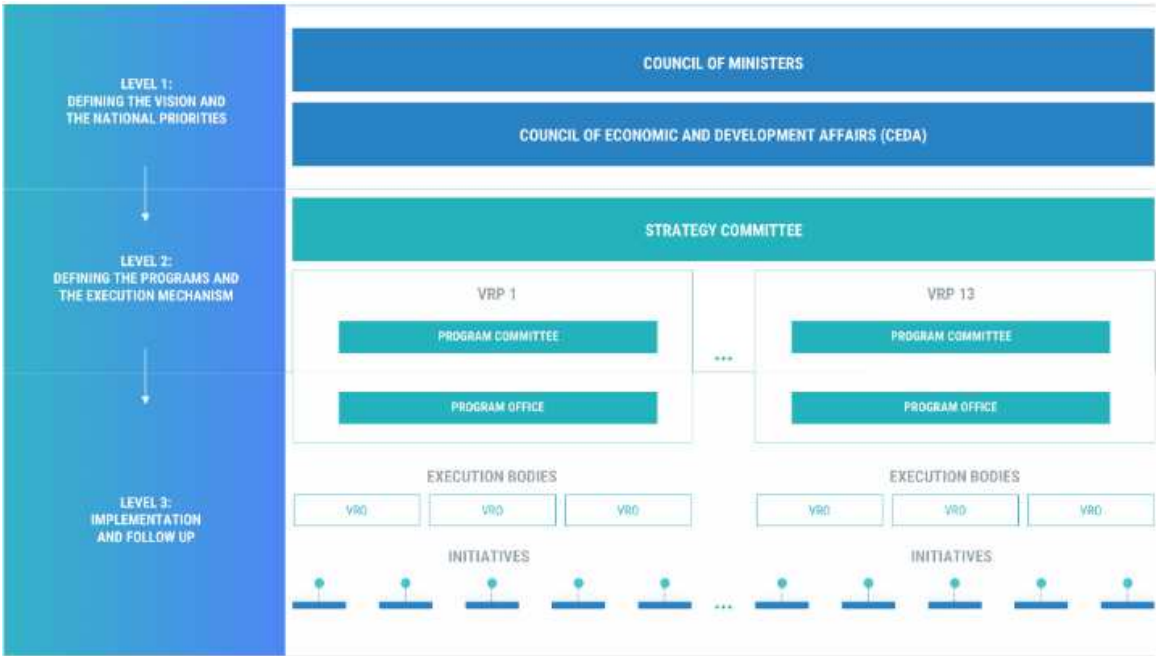 LEVEL 1:
DEFINING THE VISION AND
THE NATIONAL PRIORITIES
COUNCIL OF MINISTERS
COUNCIL OF ECONOMIC AND DEVELOPMENT AFFAIRS (CEDA)
LEVEL 2:
DEFINING THE PROGRAMS AND
THE EXECUTION MECHANISM
STRATEGY COMMITTEE
VRP 1
PROGRAM COMMITTEE
PROGRAM OFFICE
...
VRP 13
PROGRAM COMMITTEE
PROGRAM OFFICE
LEVEL 3:
IMPLEMENTATION
AND FOLLOW UP
EXECUTION BODIES
VRO VRO VRO
INITIATIVES
...
EXECUTION BODIES
VRO VRO VRO
INITIATIVES